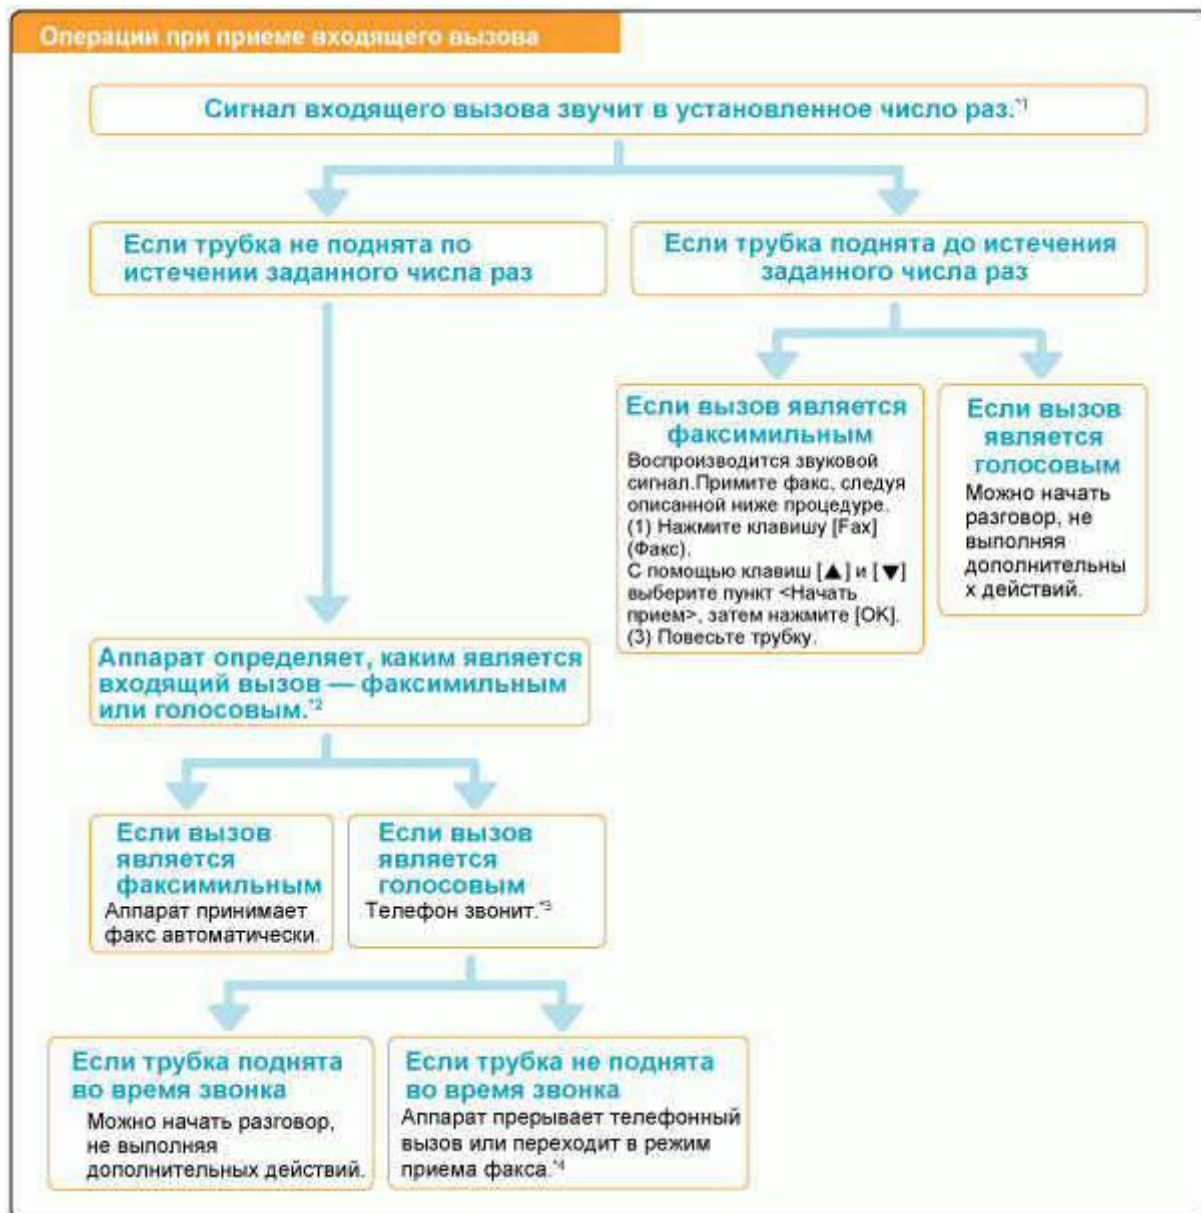 Операции при приеме входящего вызова
Сигнал входящего вызова звучит в установленное число раз.*1
Если трубка не поднята по
истечении заданного числа раз
Если трубка поднята до истечения
заданного числа раз
Если вызов является
факсимильным
Воспроизводится звуковой
сигнал.Примите факс, следуя
описанной ниже процедуре.
(1) Нажмите клавишу [Fax]
(Факс).
С помощью клавиш [▲] и [▼]
выберите пункт <Начать
прием>, затем нажмите [OK].
(3) Повесьте трубку.
Если вызов
является
голосовым
Можно начать
разговор, не
выполняя
дополнительны
х действий.
Аппарат определяет, каким является
входящий вызов — факсимильным
или голосовым.*2
Если вызов
является
факсимильным
Аппарат принимает
факс автоматически.
Если вызов
является
голосовым
Телефон звонит.*3
Если трубка поднята
во время звонка
Можно начать разговор,
не выполняя
дополнительных действий.
Если трубка не поднята
во время звонка
Аппарат прерывает телефонный
вызов или переходит в режим
приема факса.*4